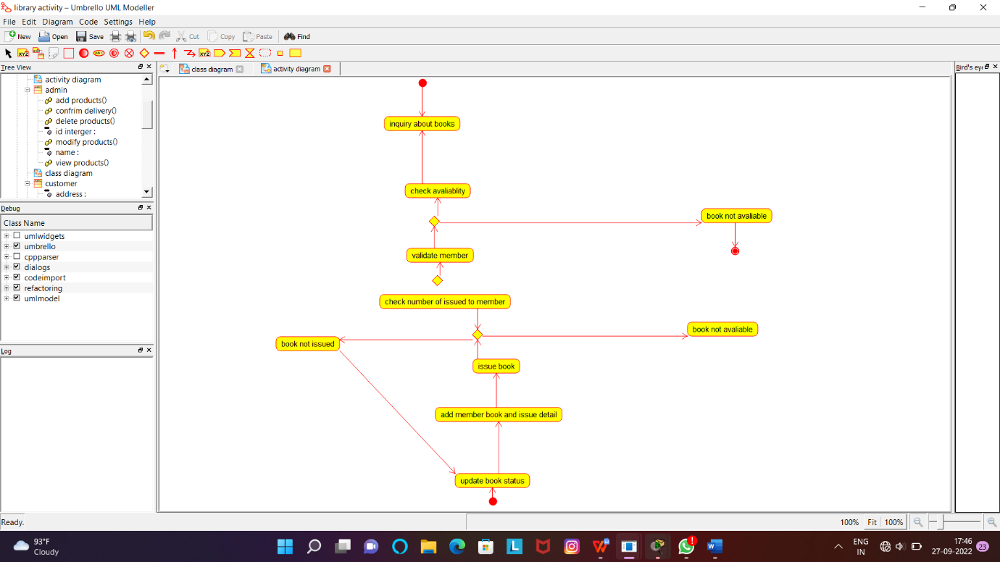 library activity – Umbrello UML Modeller
File Edit Diagram Code Settings Help
New Open Save Cut Copy Paste Find
XYZ ABC XYZ
Tree View
class diagram
activity diagram
Bird's eye
activity diagram
admin
add products()
confrim delivery()
delete products()
id interger :
modify products()
name :
view products()
class diagram
customer
address :
Debug
Class Name
umlwidgets
umbrello
cppparser
dialogs
codeimport
refactoring
umlmodel
Log
inquiry about books
check avaliablity
book not avaliable
validate member
check number of issued to member
book not avaliable
book not issued
issue book
add member book and issue detail
update book status
Ready.
100% Fit 100%
93°F
Cloudy
L
W
W
ENG
IN
17:46
27-09-2022
23